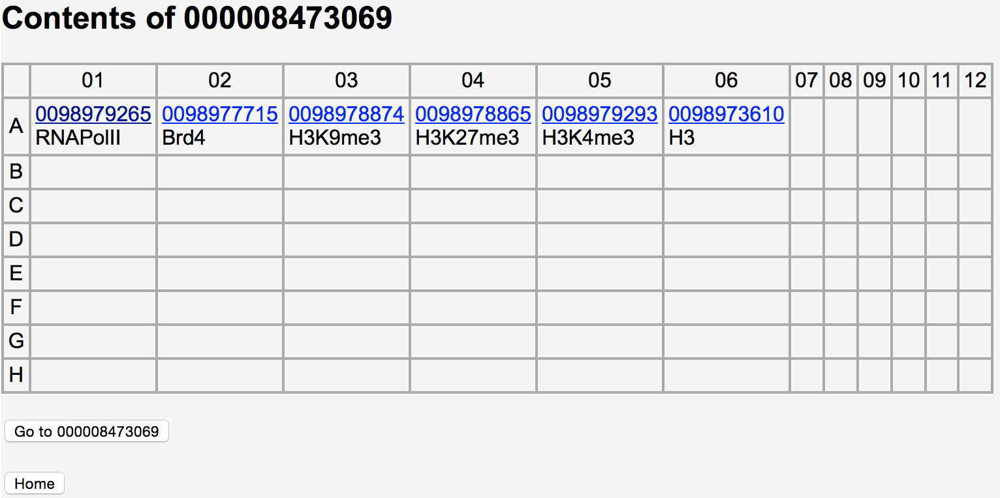 Contents of 000008473069
01 02 03 04 05 06 07 08 09 10 11 12
A 0098979265 0098977715 0098978874 0098978865 0098979293 0098973610
RNAPolII Brd4 H3K9me3 H3K27me3 H3K4me3 H3
B
C
D
E
F
G
H
Go to 000008473069
Home